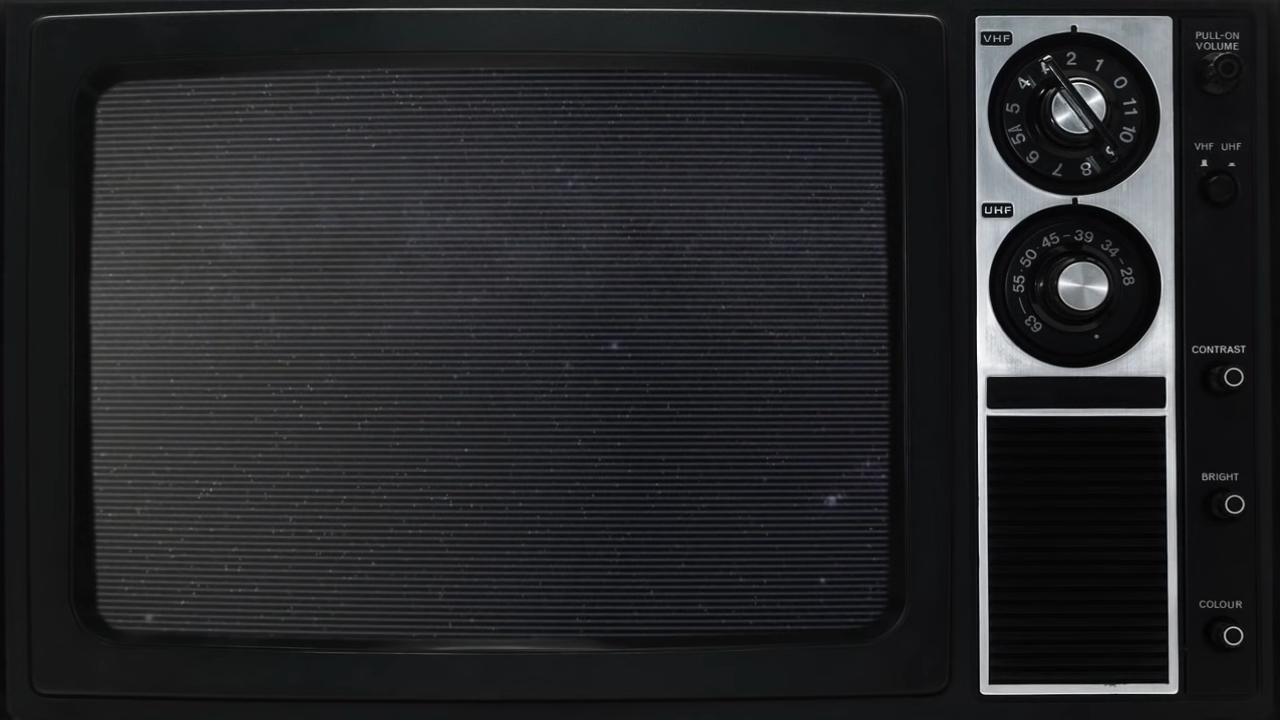 VHF
0 1 2 4 5 5A 6 7 8 10 11
UHF
28 – 34 39 – 45 · 50 · 55 — 63
PULL-ON
VOLUME
VHF UHF
CONTRAST
BRIGHT
COLOUR